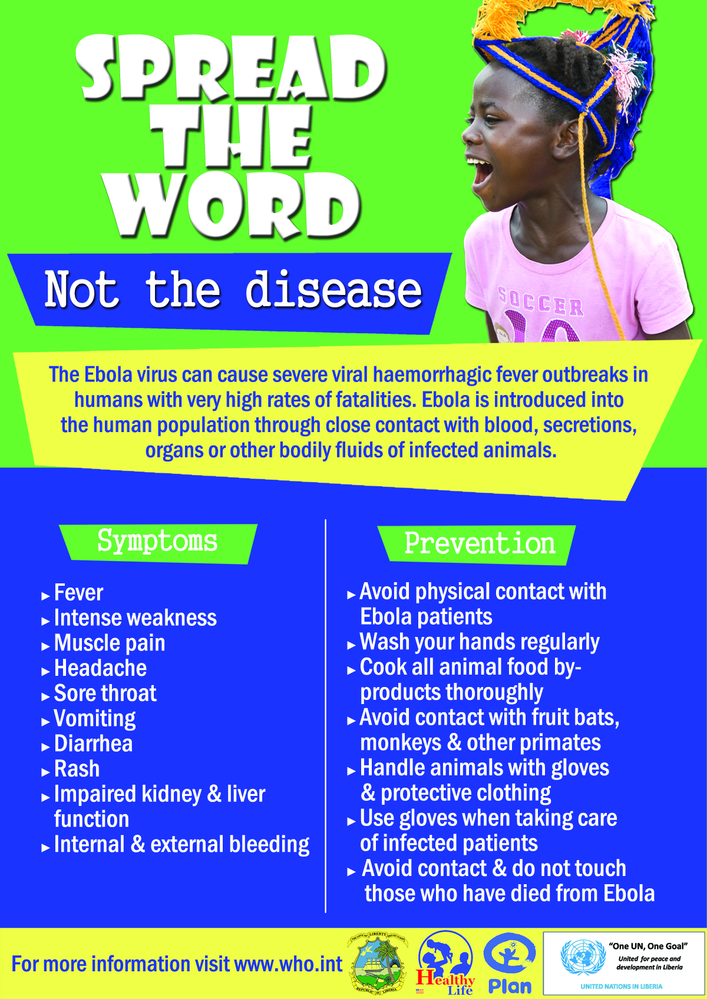 SPREAD
THE
WORD
Not the disease
SOCCER
The Ebola virus can cause severe viral haemorrhagic fever outbreaks in
humans with very high rates of fatalities. Ebola is introduced into
the human population through close contact with blood, secretions,
organs or other bodily fluids of infected animals.
Symptoms
▸ Fever
▸ Intense weakness
▸ Muscle pain
▸ Headache
▸ Sore throat
▸ Vomiting
▸ Diarrhea
▸ Rash
▸ Impaired kidney & liver
function
▸ Internal & external bleeding
Prevention
▸ Avoid physical contact with
Ebola patients
▸ Wash your hands regularly
▸ Cook all animal food by-
products thoroughly
▸ Avoid contact with fruit bats,
monkeys & other primates
▸ Handle animals with gloves
& protective clothing
▸ Use gloves when taking care
of infected patients
▸ Avoid contact & do not touch
those who have died from Ebola
For more information visit www.who.int
THE LOVE OF LIBERTY BROUGHT US HERE
REPUBLIC OF LIBERIA
Healthy
Life
Plan
“One UN, One Goal”
United for peace and
development in Liberia
UNITED NATIONS IN LIBERIA